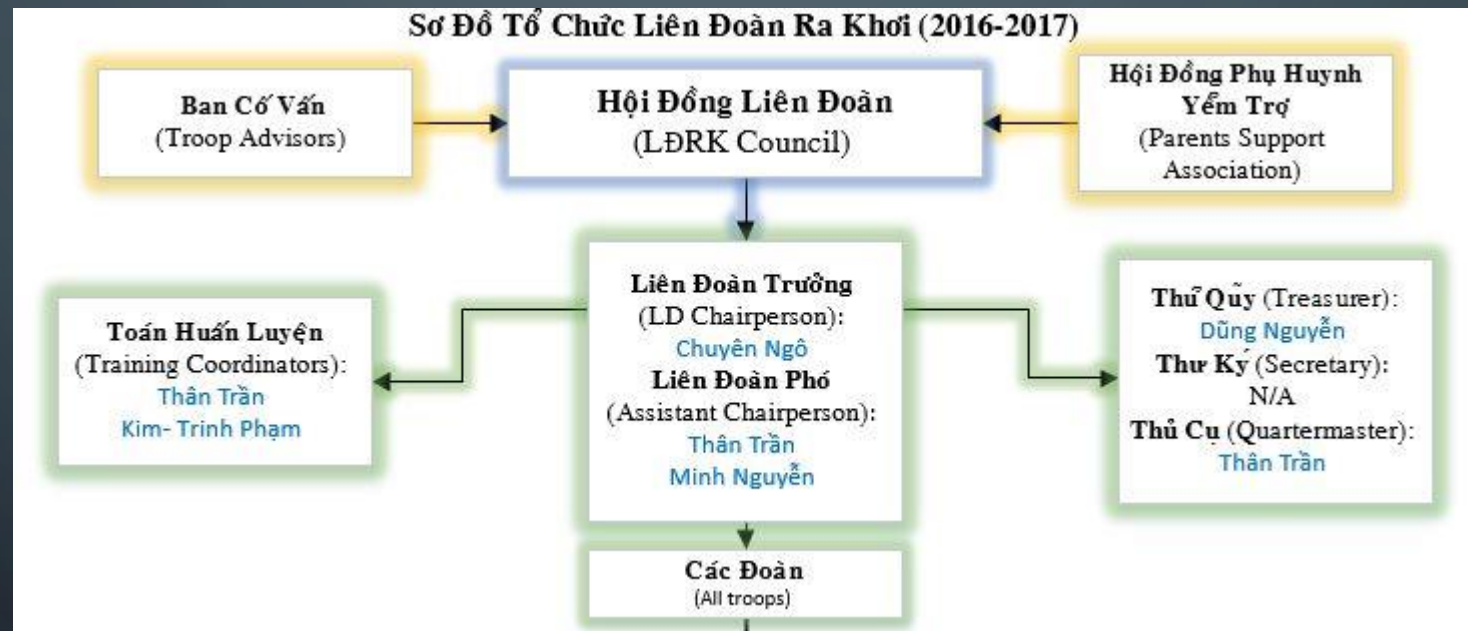 Sơ Đồ Tổ Chức Liên Đoàn Ra Khơi (2016-2017)
Ban Cố Vấn
(Troop Advisors)
Hội Đồng Liên Đoàn
(LĐRK Council)
Hội Đồng Phụ Huynh
Yểm Trợ
(Parents Support
Association)
Toán Huấn Luyện
(Training Coordinators):
Thân Trần
Kim- Trinh Phạm
Liên Đoàn Trưởng
(LD Chairperson):
Chuyên Ngô
Liên Đoàn Phó
(Assistant Chairperson):
Thân Trần
Minh Nguyễn
Thử Qũy (Treasurer):
Dũng Nguyễn
Thư Ký (Secretary):
N/A
Thủ Cụ (Quartermaster):
Thân Trần
Các Đoàn
(All troops)